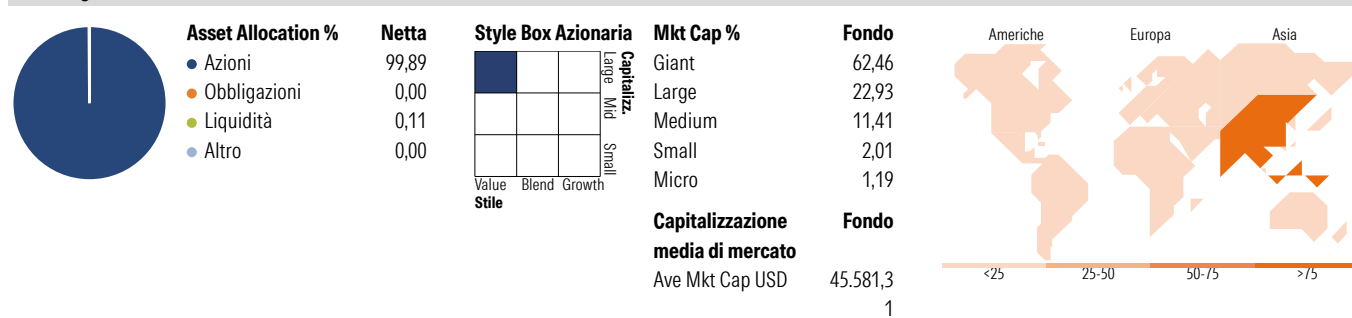 Asset Allocation % Netta
Azioni 99,89
Obbligazioni 0,00
Liquidità 0,11
Altro 0,00
Style Box Azionaria
Capitalizz.
Large Mid Small
Value Blend Growth
Stile
Mkt Cap % Fondo
Giant 62,46
Large 22,93
Medium 11,41
Small 2,01
Micro 1,19
Capitalizzazione Fondo
media di mercato
Ave Mkt Cap USD 45.581,3
1
Americhe Europa Asia
<25 25-50 50-75 >75